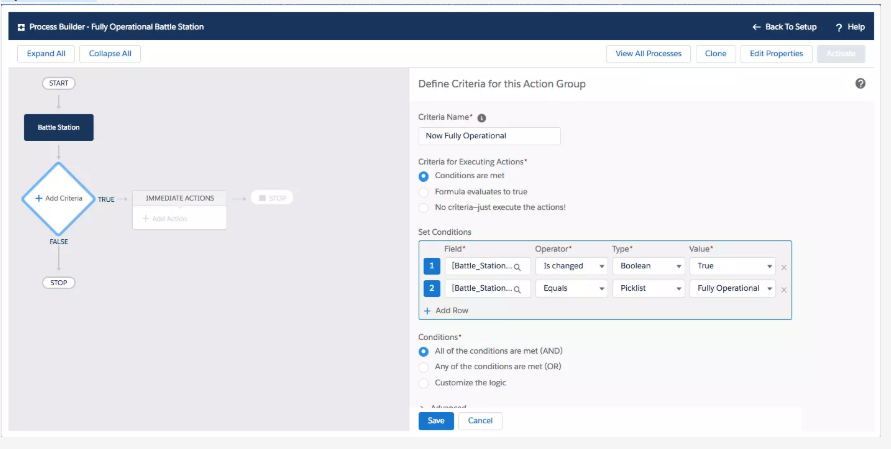 Process Builder - Fully Operational Battle Station
← Back To Setup ? Help
Expand All Collapse All View All Processes Clone Edit Properties Activate
START
Battle Station
+ Add Criteria
TRUE
IMMEDIATE ACTIONS
+ Add Action
STOP
FALSE
STOP
Define Criteria for this Action Group
?
Criteria Name* i
Now Fully Operational
Criteria for Executing Actions*
Conditions are met
Formula evaluates to true
No criteria—just execute the actions!
Set Conditions
Field* Operator* Type* Value*
1 [Battle_Station... Is changed Boolean True ×
2 [Battle_Station... Equals Picklist Fully Operational ×
+ Add Row
Conditions*
All of the conditions are met (AND)
Any of the conditions are met (OR)
Customize the logic
Advanced
Save Cancel